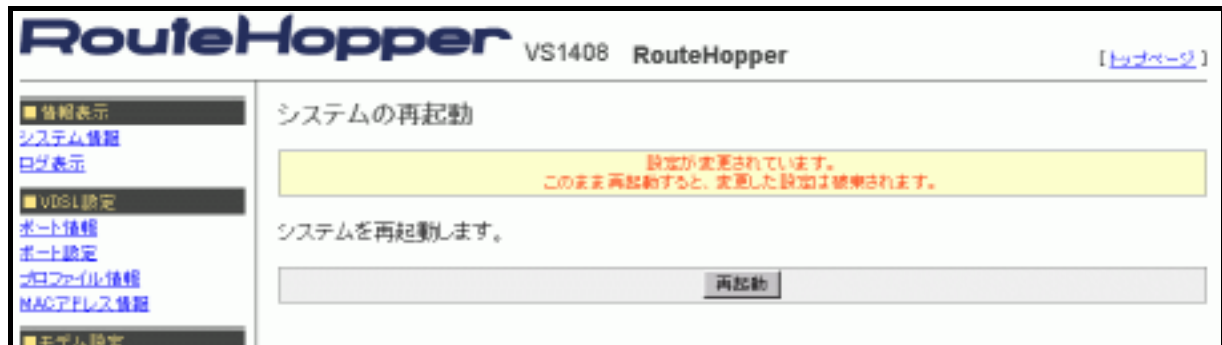 RouteHopper VS1408 RouteHopper [トップページ]
■情報表示
システム情報
ログ表示
■VDSL設定
ポート情報
ポート設定
プロファイル情報
MACアドレス情報
■モデム設定
システムの再起動
設定が変更されています。
このまま再起動すると、変更した設定は破棄されます。
システムを再起動します。
再起動